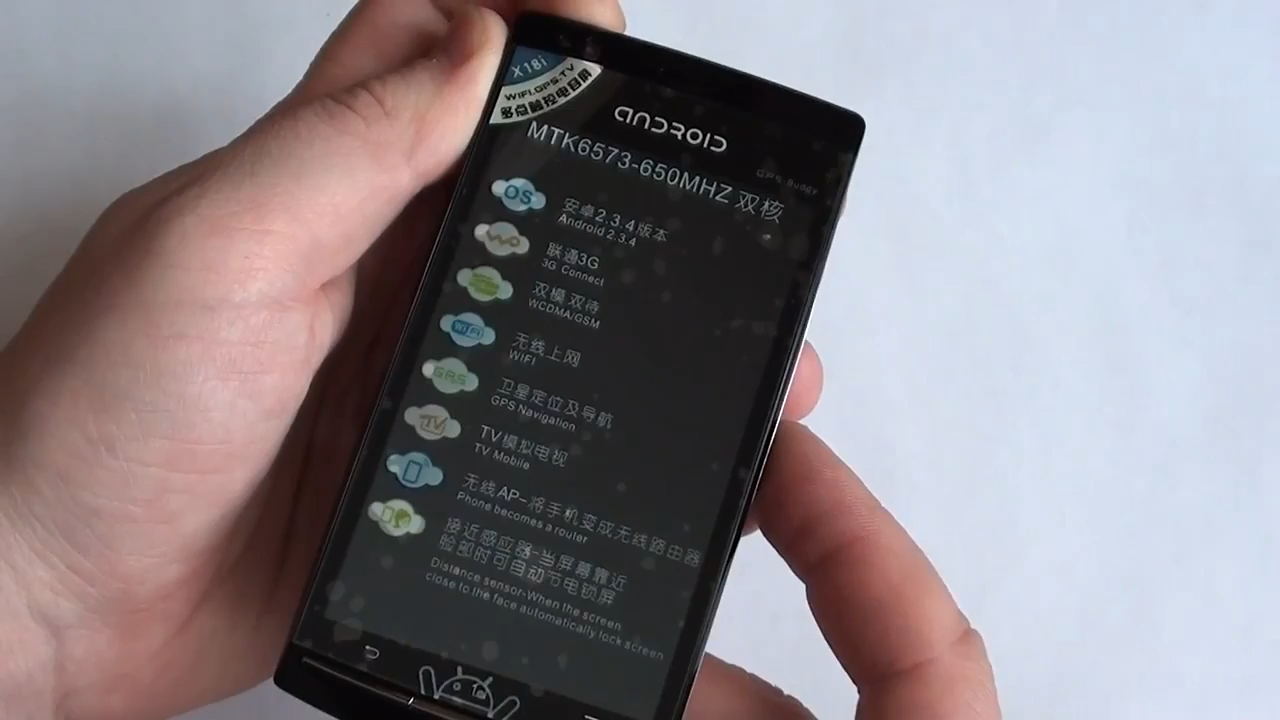 X18i
WIFI.GPS.TV
多点触控电容屏
ANDROID
MTK6573-650MHZ 双核
GPS Buddy
OS
安卓2.3.4版本
Android 2.3.4
联通3G
3G Connect
双模 双待
WCDMA/GSM
WiFi
无线上网
WIFI
GPS
卫星定位及导航
GPS Navigation
TV
TV模拟电视
TV Mobile
无线AP-将手机变成无线路由器
Phone becomes a router
接近感应器-当屏幕靠近
脸部时可自动节电锁屏
Distance sensor-When the screen
close to the face automatically lock screen